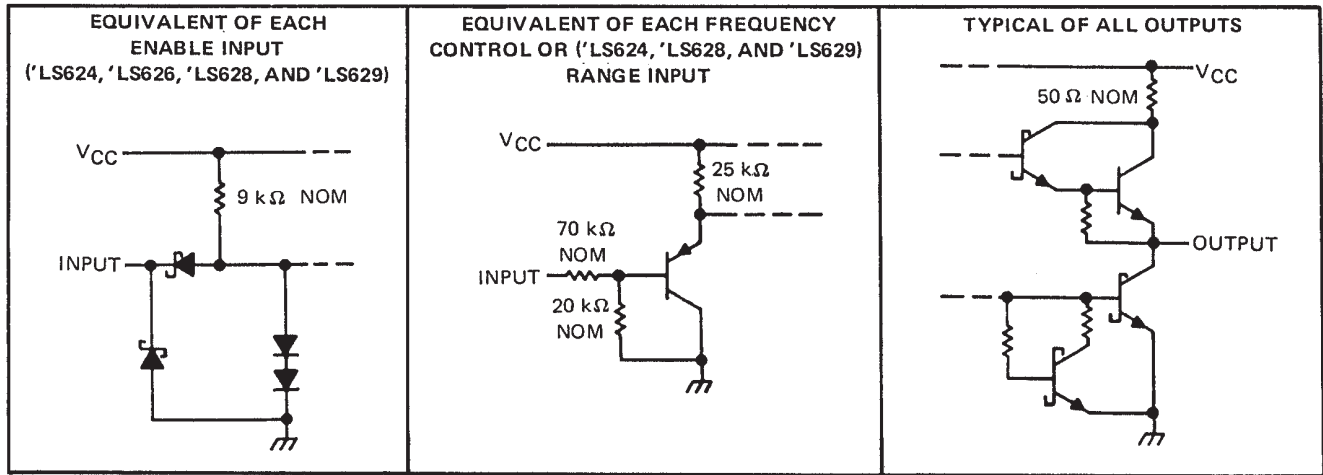 EQUIVALENT OF EACH
ENABLE INPUT
('LS624, 'LS626, 'LS628, AND 'LS629)
VCC
9 kΩ NOM
INPUT
EQUIVALENT OF EACH FREQUENCY
CONTROL OR ('LS624, 'LS628, AND 'LS629)
RANGE INPUT
VCC
25 kΩ
NOM
70 kΩ
NOM
INPUT
20 kΩ
NOM
TYPICAL OF ALL OUTPUTS
VCC
50 Ω NOM
OUTPUT